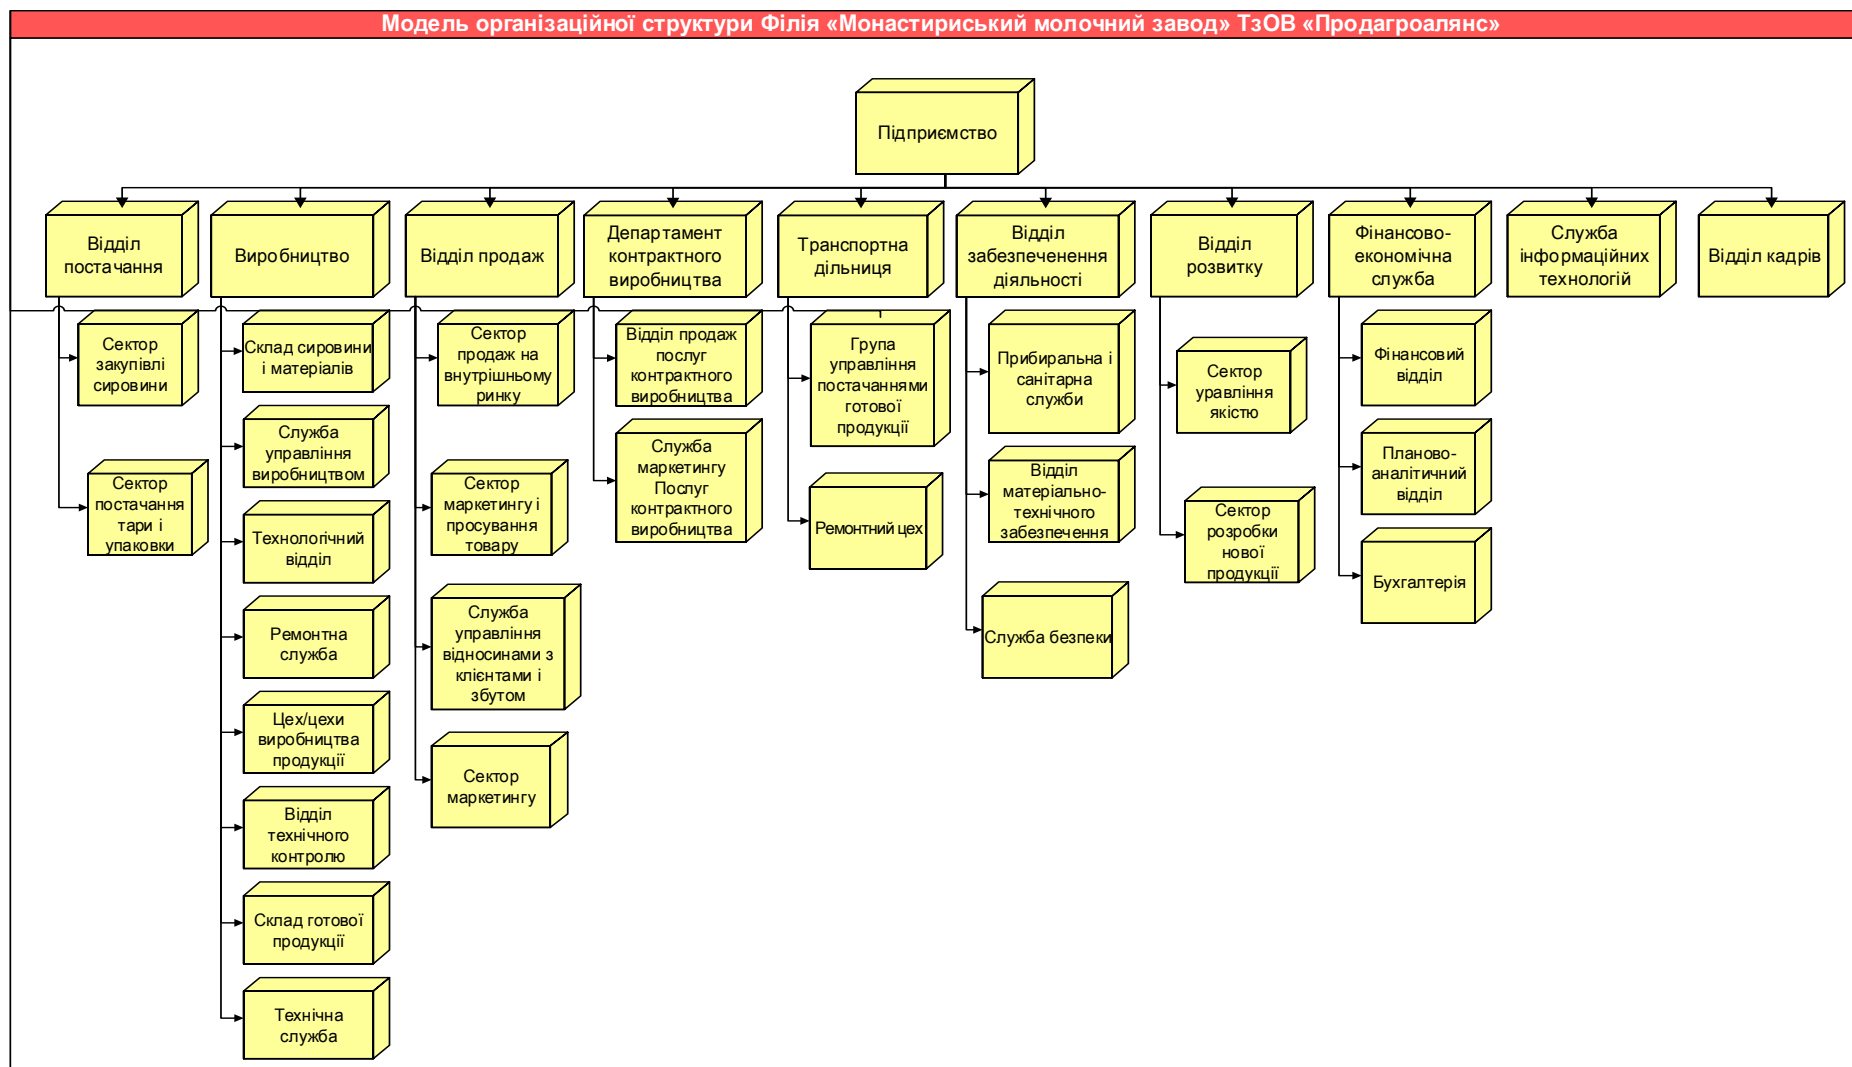 Модель організаційної структури Філія «Монастириський молочний завод» ТзОВ «Продагроалянс»
Підприємство
Відділ
постачання
Виробництво
Відділ продаж
Департамент
контрактного
виробництва
Транспортна
дільниця
Відділ
забезпеченення
діяльності
Відділ
розвитку
Фінансово-
економічна
служба
Служба
інформаційних
технологій
Відділ кадрів
Сектор
закупівлі
сировини
Сектор
постачання
тари і
упаковки
Склад сировини
і матеріалів
Служба
управління
виробництвом
Технологічний
відділ
Ремонтна
служба
Цех/цехи
виробництва
продукції
Відділ
технічного
контролю
Склад готової
продукції
Технічна
служба
Сектор
продаж на
внутрішньому
ринку
Сектор
маркетингу і
просування
товару
Служба
управління
відносинами з
клієнтами і
збутом
Сектор
маркетингу
Відділ продаж
послуг
контрактного
виробництва
Служба
маркетингу
Послуг
контрактного
виробництва
Група
управління
постачаннями
готової
продукції
Ремонтний цех
Прибиральна і
санітарна
служби
Відділ
матеріально-
технічного
забезпечення
Служба безпеки
Сектор
уравління
якістю
Сектор
розробки
нової
продукції
Фінансовий
відділ
Планово-
аналітичний
відділ
Бухгалтерія